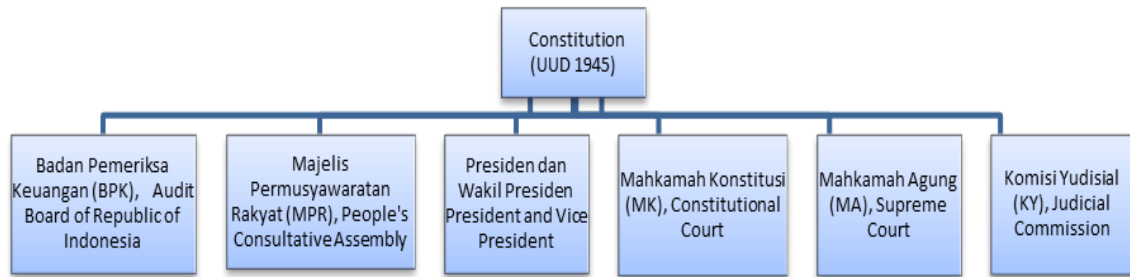 Constitution
(UUD 1945)
Badan Pemeriksa
Keuangan (BPK), Audit
Board of Republic of
Indonesia
Majelis
Permusyawaratan
Rakyat (MPR), People's
Consultative Assembly
Presiden dan
Wakil Presiden
President and Vice
President
Mahkamah Konstitusi
(MK), Constitutional
Court
Mahkamah Agung
(MA), Supreme
Court
Komisi Yudisial
(KY), Judicial
Commission